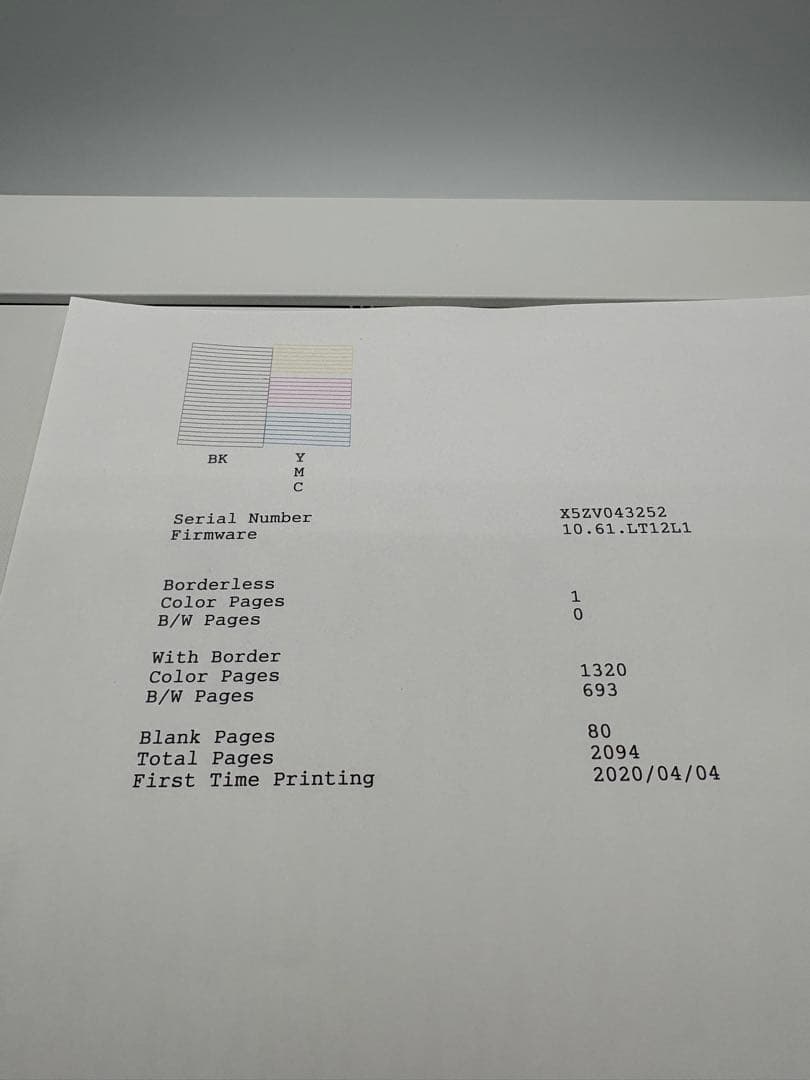 BK Y
M
C
Serial Number X5ZV043252
Firmware 10.61.LT12L1
Borderless
Color Pages 1
B/W Pages 0
With Border
Color Pages 1320
B/W Pages 693
Blank Pages 80
Total Pages 2094
First Time Printing 2020/04/04